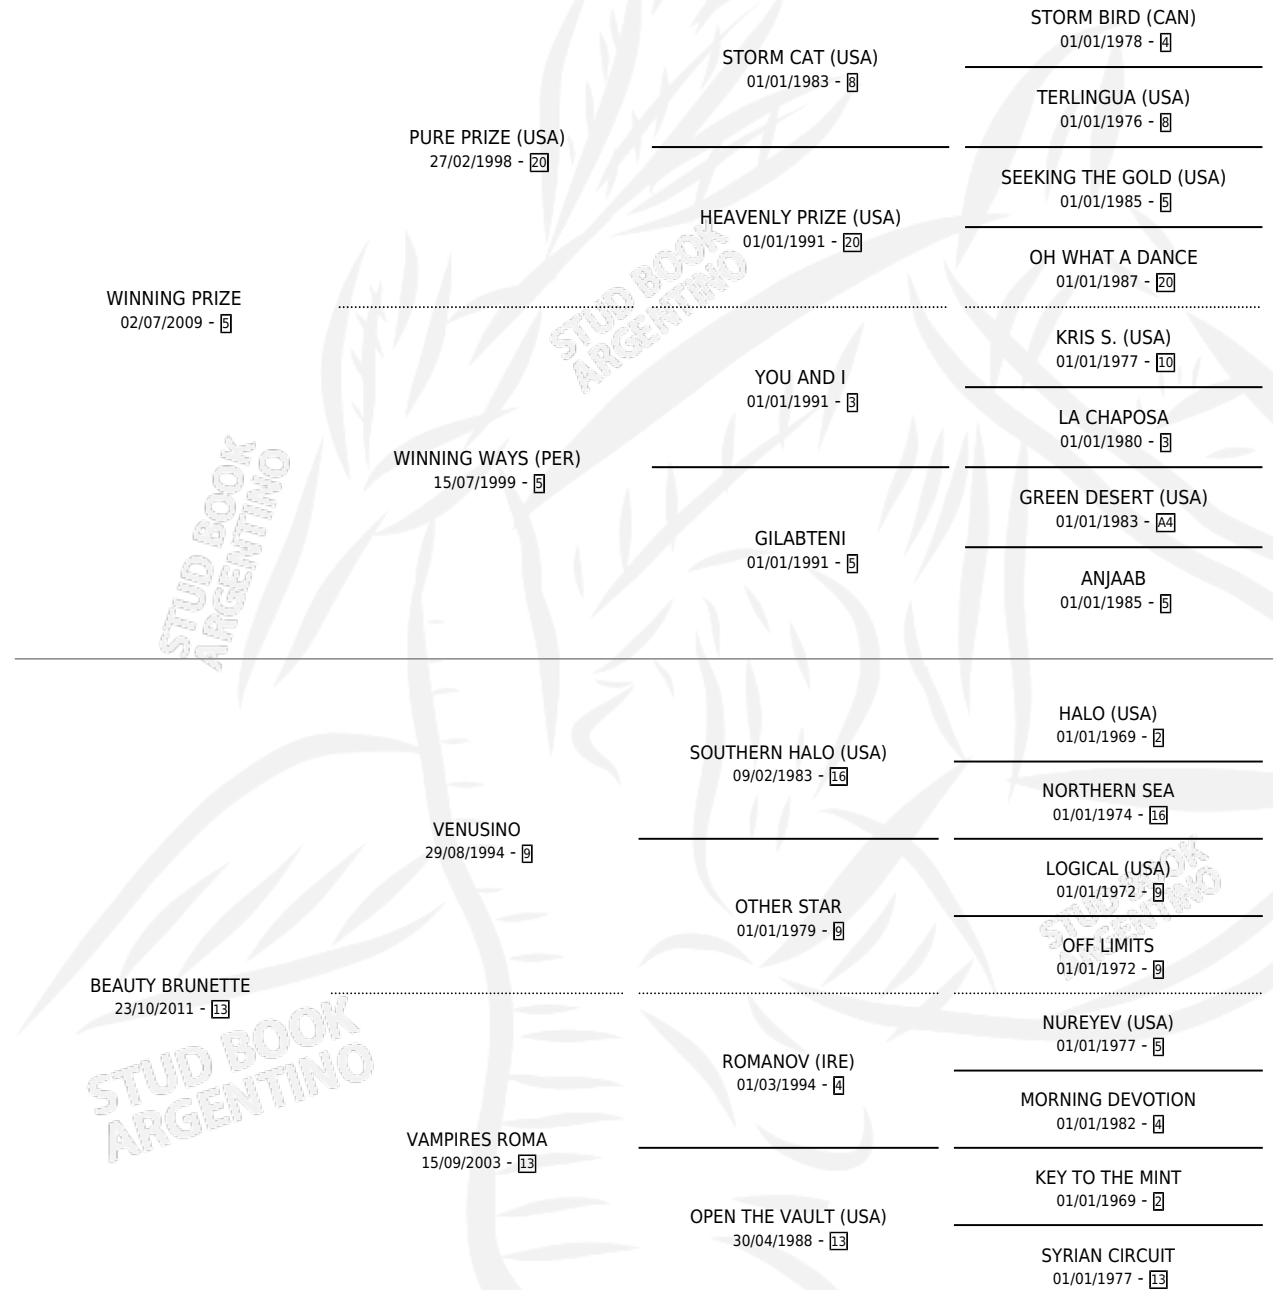 STORM BIRD (CAN)
01/01/1978 - 4
STORM CAT (USA)
01/01/1983 - 8
TERLINGUA (USA)
01/01/1976 - 8
PURE PRIZE (USA)
27/02/1998 - 20
SEEKING THE GOLD (USA)
01/01/1985 - 5
HEAVENLY PRIZE (USA)
01/01/1991 - 20
OH WHAT A DANCE
01/01/1987 - 20
WINNING PRIZE
02/07/2009 - 5
KRIS S. (USA)
01/01/1977 - 10
YOU AND I
01/01/1991 - 3
LA CHAPOSA
01/01/1980 - 3
WINNING WAYS (PER)
15/07/1999 - 5
GREEN DESERT (USA)
01/01/1983 - A4
GILABTENI
01/01/1991 - 5
ANJAAB
01/01/1985 - 5
HALO (USA)
01/01/1969 - 2
SOUTHERN HALO (USA)
09/02/1983 - 16
NORTHERN SEA
01/01/1974 - 16
VENUSINO
29/08/1994 - 9
LOGICAL (USA)
01/01/1972 - 9
OTHER STAR
01/01/1979 - 9
OFF LIMITS
01/01/1972 - 9
BEAUTY BRUNETTE
23/10/2011 - 13
NUREYEV (USA)
01/01/1977 - 5
ROMANOV (IRE)
01/03/1994 - 4
MORNING DEVOTION
01/01/1982 - 4
VAMPIRES ROMA
15/09/2003 - 13
KEY TO THE MINT
01/01/1969 - 2
OPEN THE VAULT (USA)
30/04/1988 - 13
SYRIAN CIRCUIT
01/01/1977 - 13
STUD BOOK
ARGENTINO
STUD BOOK
ARGENTINO
STUD BOOK
ARGENTINO
STUD BOOK
ARGENTINO